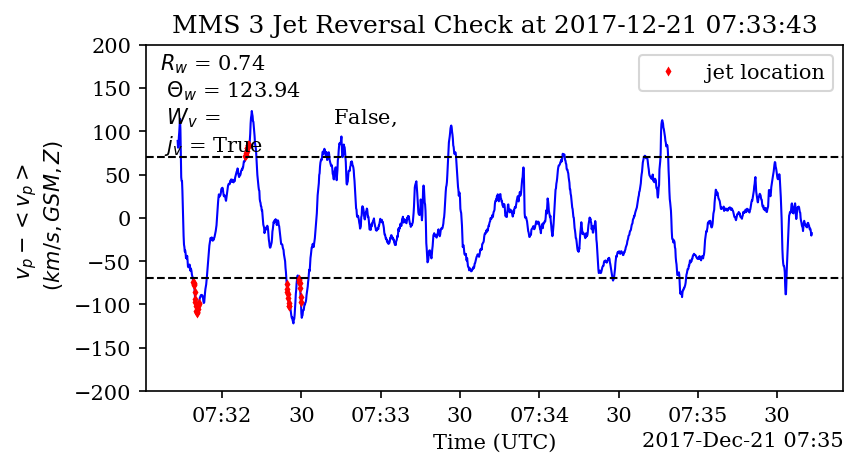 MMS 3 Jet Reversal Check at 2017-12-21 07:33:43
R_w = 0.74
Θ_w = 123.94
W_v = False,
j_v = True
jet location
v_p − < v_p >
(km/s, GSM, Z)
200
150
100
50
0
−50
−100
−150
−200
07:32 30 07:33 30 07:34 30 07:35 30
Time (UTC) 2017-Dec-21 07:35